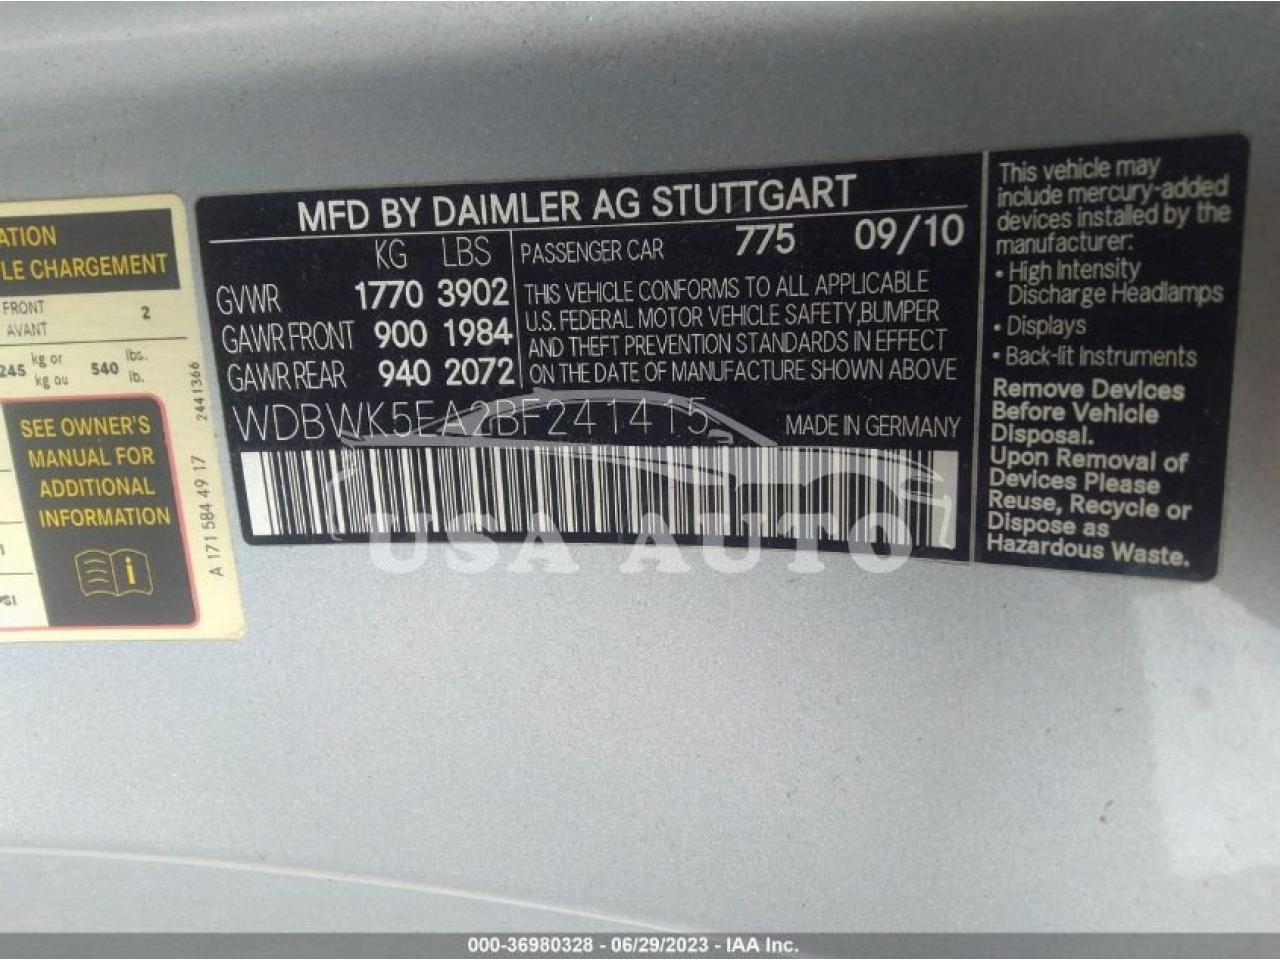 ATION
LE CHARGEMENT
FRONT
AVANT
2
245 kg or
kg ou
540 lbs.
lb.
SEE OWNER'S
MANUAL FOR
ADDITIONAL
INFORMATION
i
PSI
A 171 584 49 17
2441366
MFD BY DAIMLER AG STUTTGART
KG LBS
GVWR 1770 3902
GAWR FRONT 900 1984
GAWR REAR 940 2072
PASSENGER CAR 775 09/10
THIS VEHICLE CONFORMS TO ALL APPLICABLE
U.S. FEDERAL MOTOR VEHICLE SAFETY,BUMPER
AND THEFT PREVENTION STANDARDS IN EFFECT
ON THE DATE OF MANUFACTURE SHOWN ABOVE
WDBWK5EA2BF241415
MADE IN GERMANY
USA AUTO
This vehicle may
include mercury-added
devices installed by the
manufacturer:
• High Intensity
Discharge Headlamps
• Displays
• Back-lit Instruments
Remove Devices
Before Vehicle
Disposal.
Upon Removal of
Devices Please
Reuse, Recycle or
Dispose as
Hazardous Waste.
000-36980328 - 06/29/2023 - IAA Inc.